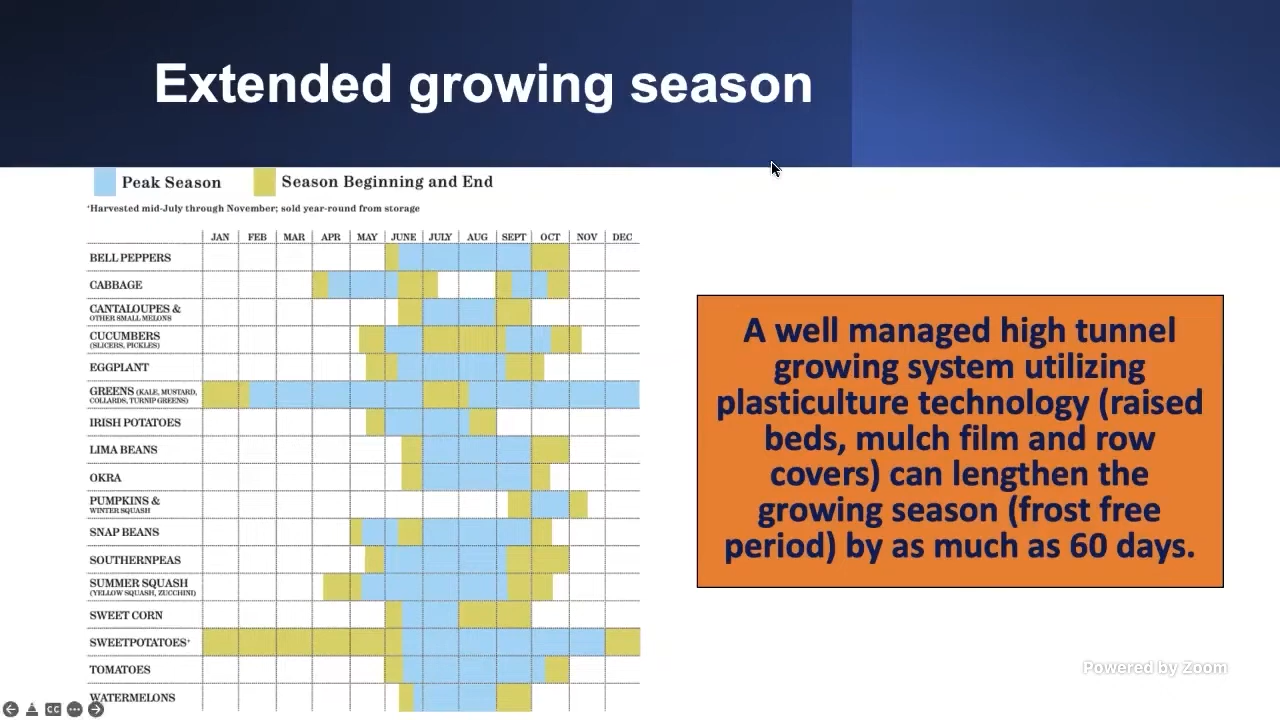 Extended growing season
Peak Season
Season Beginning and End
*Harvested mid-July through November; sold year-round from storage
JAN FEB MAR APR MAY JUNE JULY AUG SEPT OCT NOV DEC
BELL PEPPERS
CABBAGE
CANTALOUPES &
OTHER SMALL MELONS
CUCUMBERS
(SLICERS, PICKLES)
EGGPLANT
GREENS (KALE, MUSTARD,
COLLARDS, TURNIP GREENS)
IRISH POTATOES
LIMA BEANS
OKRA
PUMPKINS &
WINTER SQUASH
SNAP BEANS
SOUTHERNPEAS
SUMMER SQUASH
(YELLOW SQUASH, ZUCCHINI)
SWEET CORN
SWEETPOTATOES*
TOMATOES
WATERMELONS
A well managed high tunnel
growing system utilizing
plasticulture technology (raised
beds, mulch film and row
covers) can lengthen the
growing season (frost free
period) by as much as 60 days.
Powered by Zoom
CC